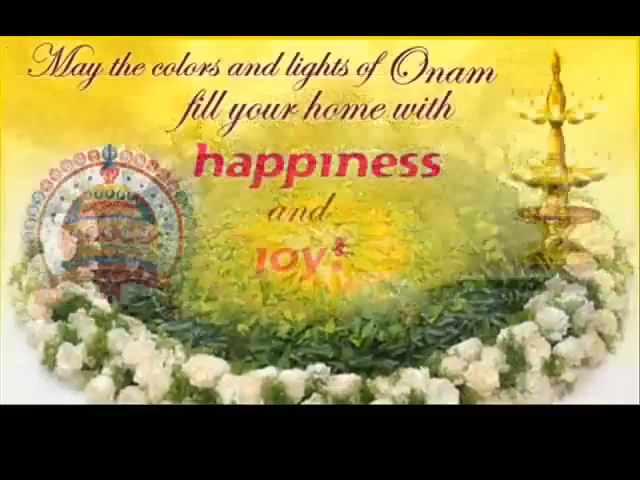 May the colors and lights of Onam
fill your home with
happiness
and
joy!